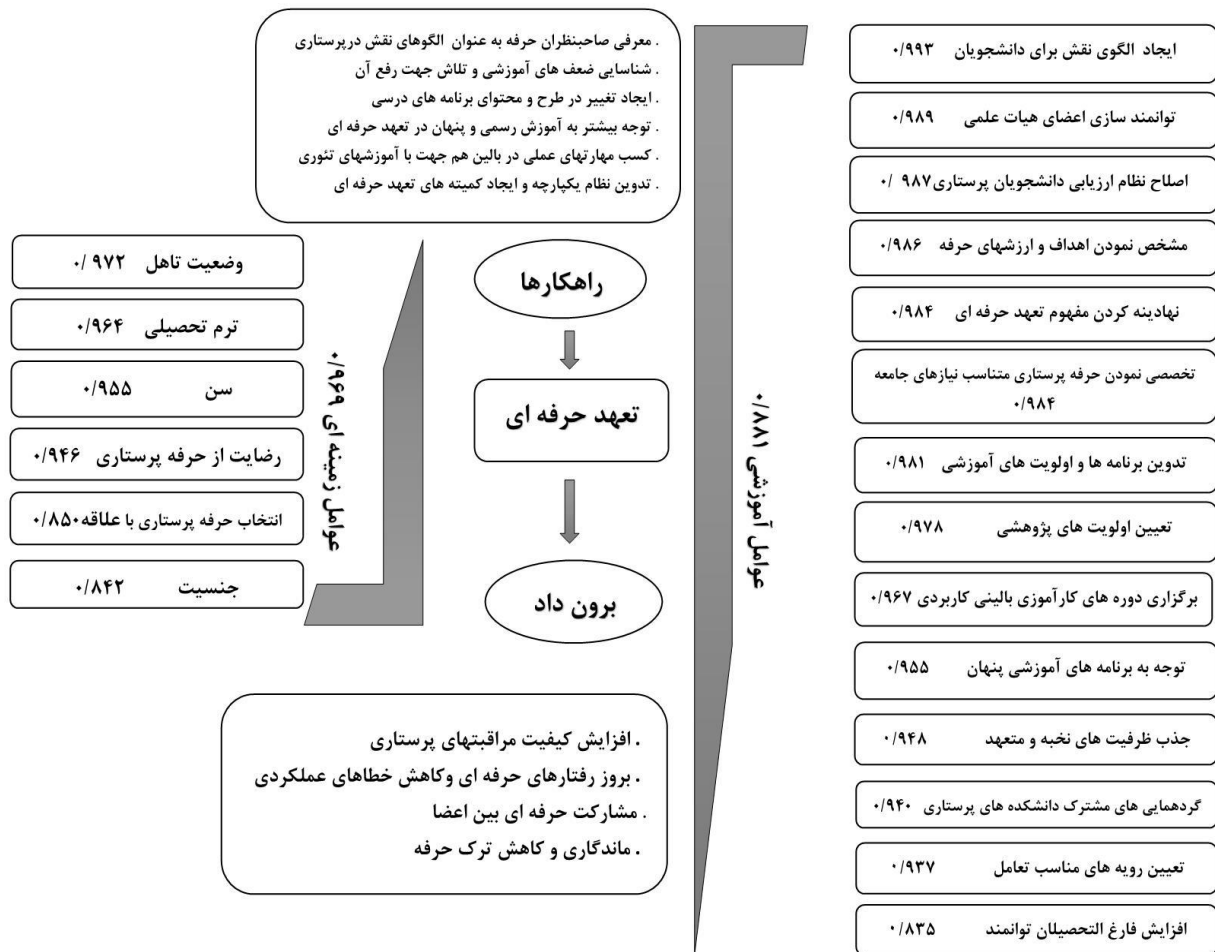 ایجاد الگوی نقش برای دانشجویان ۰/۹۹۳
توانمند سازی اعضای هیات علمی ۰/۹۸۹
اصلاح نظام ارزیابی دانشجویان پرستاری۹۸۷ /۰
مشخص نمودن اهداف و ارزشهای حرفه ۰/۹۸۶
نهادینه کردن مفهوم تعهد حرفه ای ۰/۹۸۴
تخصصی نمودن حرفه پرستاری متناسب نیازهای جامعه
۰/۹۸۴
تدوین برنامه ها و اولویت های آموزشی ۰/۹۸۱
تعیین اولویت های پژوهشی ۰/۹۷۸
برگزاری دوره های کارآموزی بالینی کاربردی ۰/۹۶۷
توجه به برنامه های آموزشی پنهان ۰/۹۵۵
جذب ظرفیت های نخبه و متعهد ۰/۹۴۸
گردهمایی های مشترک دانشکده های پرستاری ۰/۹۴۰
تعیین رویه های مناسب تعامل ۰/۹۳۷
افزایش فارغ التحصیلان توانمند ۰/۸۳۵
عوامل آموزشی ۰/۸۸۱
. معرفی صاحبنظران حرفه به عنوان الگوهای نقش درپرستاری
. شناسایی ضعف های آموزشی و تلاش جهت رفع آن
. ایجاد تغییر در طرح و محتوای برنامه های درسی
. توجه بیشتر به آموزش رسمی و پنهان در تعهد حرفه ای
. کسب مهارتهای عملی در بالین هم جهت با آموزشهای تئوری
. تدوین نظام یکپارچه و ایجاد کمیته های تعهد حرفه ای
راهکارها
تعهد حرفه ای
برون داد
. افزایش کیفیت مراقبتهای پرستاری
. بروز رفتارهای حرفه ای وکاهش خطاهای عملکردی
. مشارکت حرفه ای بین اعضا
. ماندگاری و کاهش ترک حرفه
عوامل زمینه ای ۰/۹۶۹
وضعیت تاهل ۹۷۲ /۰
ترم تحصیلی ۰/۹۶۴
سن ۰/۹۵۵
رضایت از حرفه پرستاری ۰/۹۴۶
انتخاب حرفه پرستاری با علاقه۰/۸۵۰
جنسیت ۰/۸۴۲